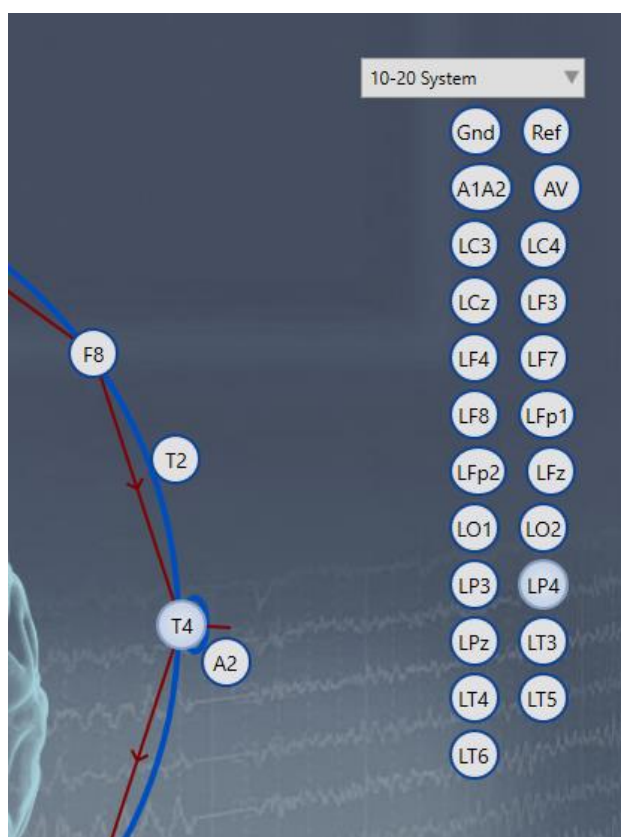 10-20 System
Gnd Ref
A1A2 AV
LC3 LC4
LCz LF3
F8
LF4 LF7
LF8 LFp1
T2
LFp2 LFz
LO1 LO2
LP3 LP4
T4
LPz LT3
A2
LT4 LT5
LT6